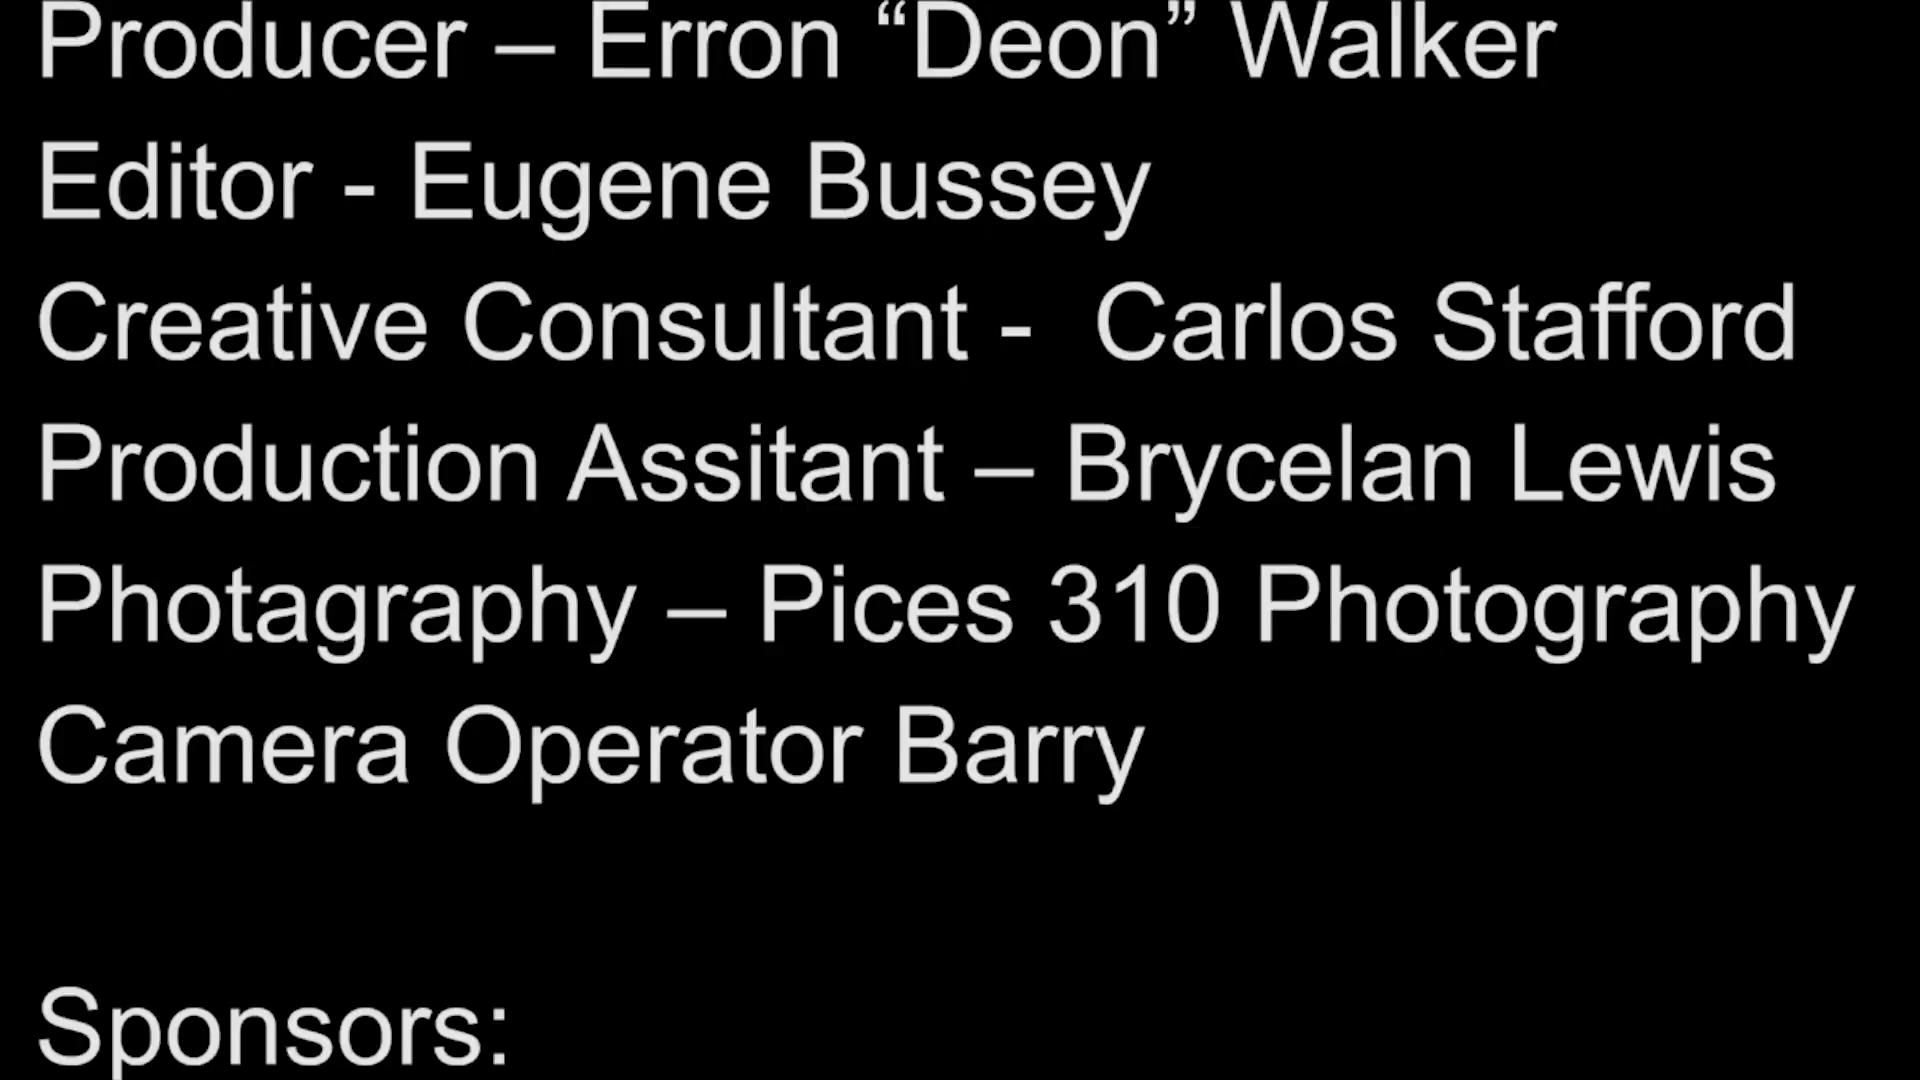 Producer – Erron “Deon” Walker
Editor - Eugene Bussey
Creative Consultant -  Carlos Stafford
Production Assitant – Brycelan Lewis
Photagraphy – Pices 310 Photography
Camera Operator Barry
Sponsors: